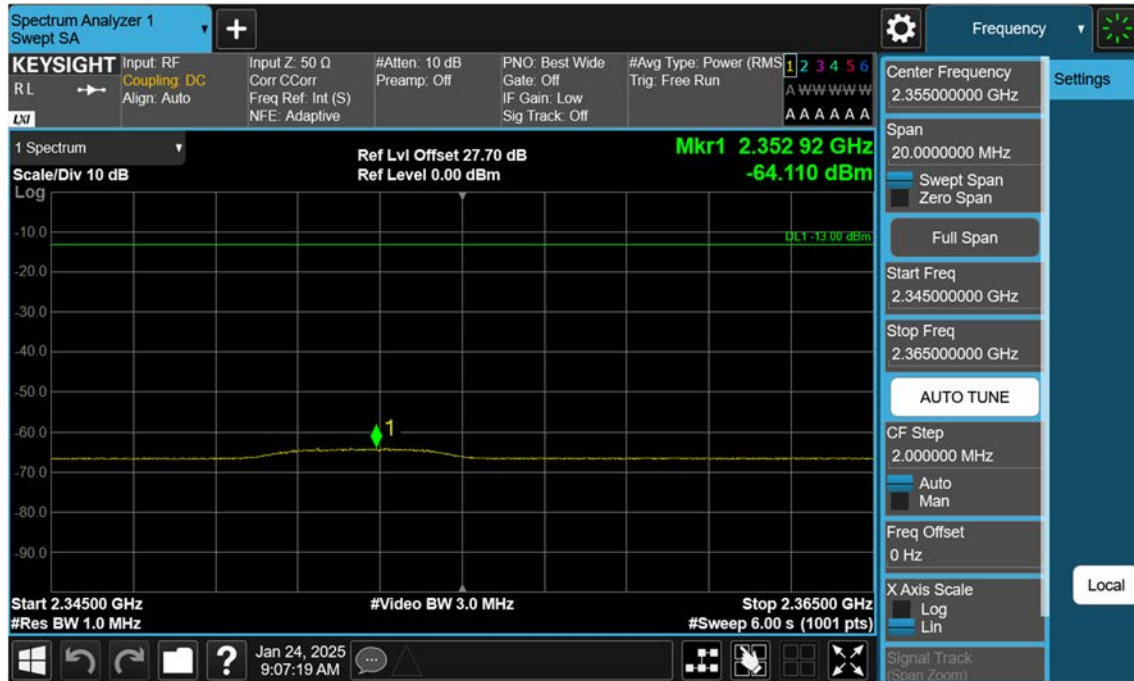 Spectrum Analyzer 1
Swept SA
Frequency
KEYSIGHT
RL
LXI
Input: RF
Coupling: DC
Align: Auto
Input Z: 50 Ω
Corr CCorr
Freq Ref: Int (S)
NFE: Adaptive
#Atten: 10 dB
Preamp: Off
PNO: Best Wide
Gate: Off
IF Gain: Low
Sig Track: Off
#Avg Type: Power (RMS
Trig: Free Run
1 2 3 4 5 6
A W W W W W
A A A A A A
Settings
1 Spectrum
Scale/Div 10 dB
Log
Ref Lvl Offset 27.70 dB
Ref Level 0.00 dBm
Mkr1 2.352 92 GHz
-64.110 dBm
DL1 -13.00 dBm
-10.0
-20.0
-30.0
-40.0
-50.0
-60.0
-70.0
-80.0
-90.0
1
Start 2.34500 GHz
#Res BW 1.0 MHz
#Video BW 3.0 MHz
Stop 2.36500 GHz
#Sweep 6.00 s (1001 pts)
Center Frequency
2.355000000 GHz
Span
20.0000000 MHz
Swept Span
Zero Span
Full Span
Start Freq
2.345000000 GHz
Stop Freq
2.365000000 GHz
AUTO TUNE
CF Step
2.000000 MHz
Auto
Man
Freq Offset
0 Hz
X Axis Scale
Log
Lin
Signal Track
(Span Zoom)
Local
?
Jan 24, 2025
9:07:19 AM